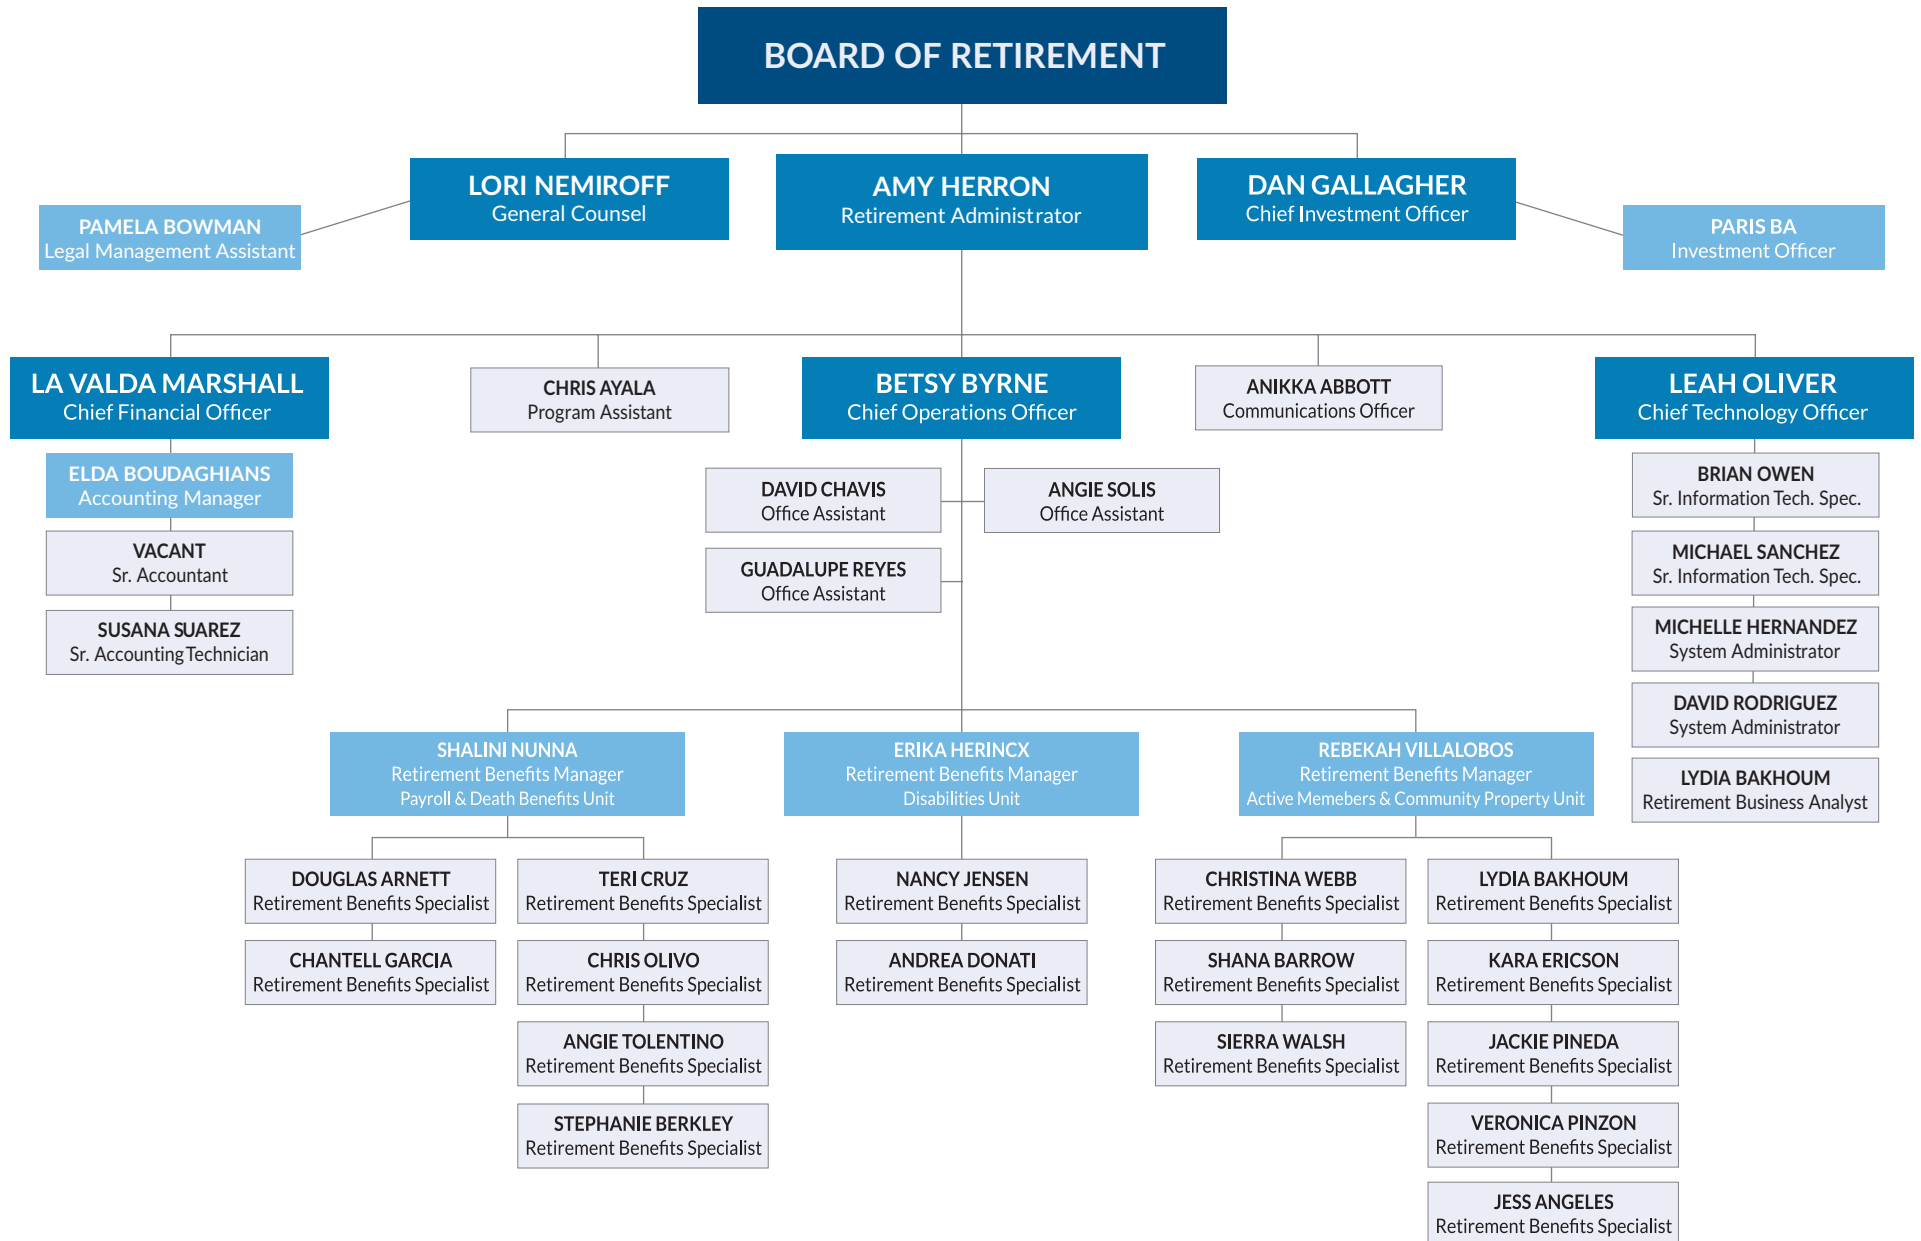 BOARD OF RETIREMENT
LORI NEMIROFF
General Counsel
AMY HERRON
Retirement Administrator
DAN GALLAGHER
Chief Investment Officer
PAMELA BOWMAN
Legal Management Assistant
PARIS BA
Investment Officer
LA VALDA MARSHALL
Chief Financial Officer
CHRIS AYALA
Program Assistant
BETSY BYRNE
Chief Operations Officer
ANIKKA ABBOTT
Communications Officer
LEAH OLIVER
Chief Technology Officer
ELDA BOUDAGHIANS
Accounting Manager
VACANT
Sr. Accountant
SUSANA SUAREZ
Sr. Accounting Technician
DAVID CHAVIS
Office Assistant
ANGIE SOLIS
Office Assistant
GUADALUPE REYES
Office Assistant
BRIAN OWEN
Sr. Information Tech. Spec.
MICHAEL SANCHEZ
Sr. Information Tech. Spec.
MICHELLE HERNANDEZ
System Administrator
DAVID RODRIGUEZ
System Administrator
LYDIA BAKHOUM
Retirement Business Analyst
SHALINI NUNNA
Retirement Benefits Manager
Payroll & Death Benefits Unit
ERIKA HERINCX
Retirement Benefits Manager
Disabilities Unit
REBEKAH VILLALOBOS
Retirement Benefits Manager
Active Memebers & Community Property Unit
DOUGLAS ARNETT
Retirement Benefits Specialist
CHANTELL GARCIA
Retirement Benefits Specialist
TERI CRUZ
Retirement Benefits Specialist
CHRIS OLIVO
Retirement Benefits Specialist
ANGIE TOLENTINO
Retirement Benefits Specialist
STEPHANIE BERKLEY
Retirement Benefits Specialist
NANCY JENSEN
Retirement Benefits Specialist
ANDREA DONATI
Retirement Benefits Specialist
CHRISTINA WEBB
Retirement Benefits Specialist
SHANA BARROW
Retirement Benefits Specialist
SIERRA WALSH
Retirement Benefits Specialist
LYDIA BAKHOUM
Retirement Benefits Specialist
KARA ERICSON
Retirement Benefits Specialist
JACKIE PINEDA
Retirement Benefits Specialist
VERONICA PINZON
Retirement Benefits Specialist
JESS ANGELES
Retirement Benefits Specialist